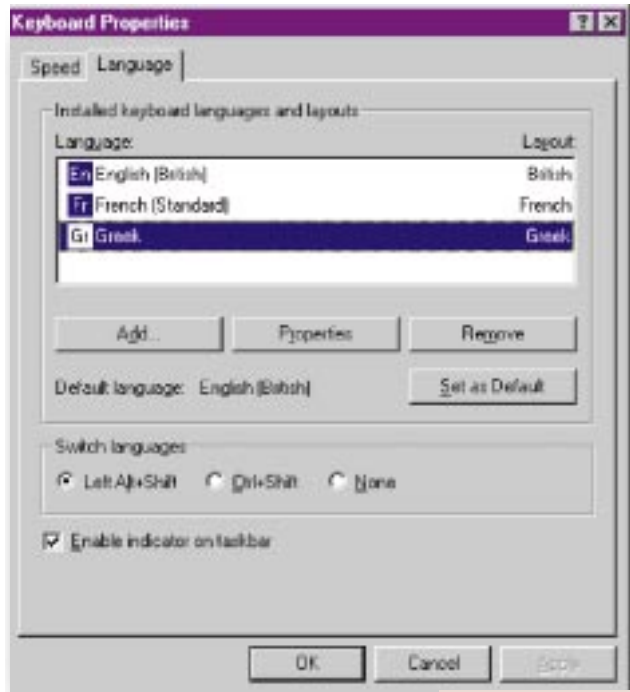 Keyboard Properties
Speed Language
Installed keyboard languages and layouts
Language: Layout
En English (British) British
Fr French (Standard) French
Gr Greek Greek
Add... Properties Remove
Default language: English (British) Set as Default
Switch languages
Left Alt+Shift Ctrl+Shift None
Enable indicator on taskbar
OK Cancel Apply